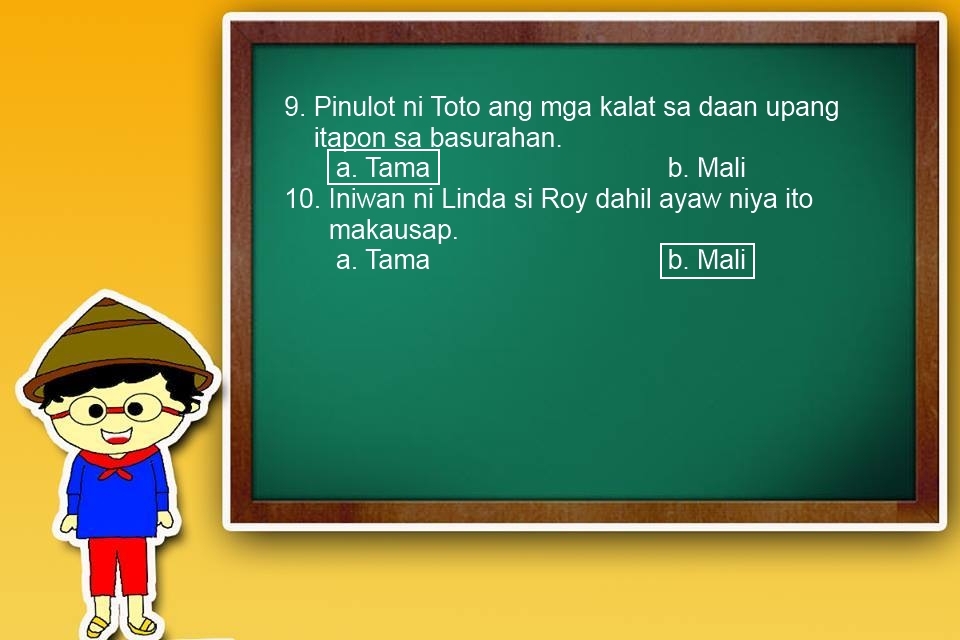 9. Pinulot ni Toto ang mga kalat sa daan upang
itapon sa basurahan.
a. Tama b. Mali
10. Iniwan ni Linda si Roy dahil ayaw niya ito
makausap.
a. Tama b. Mali